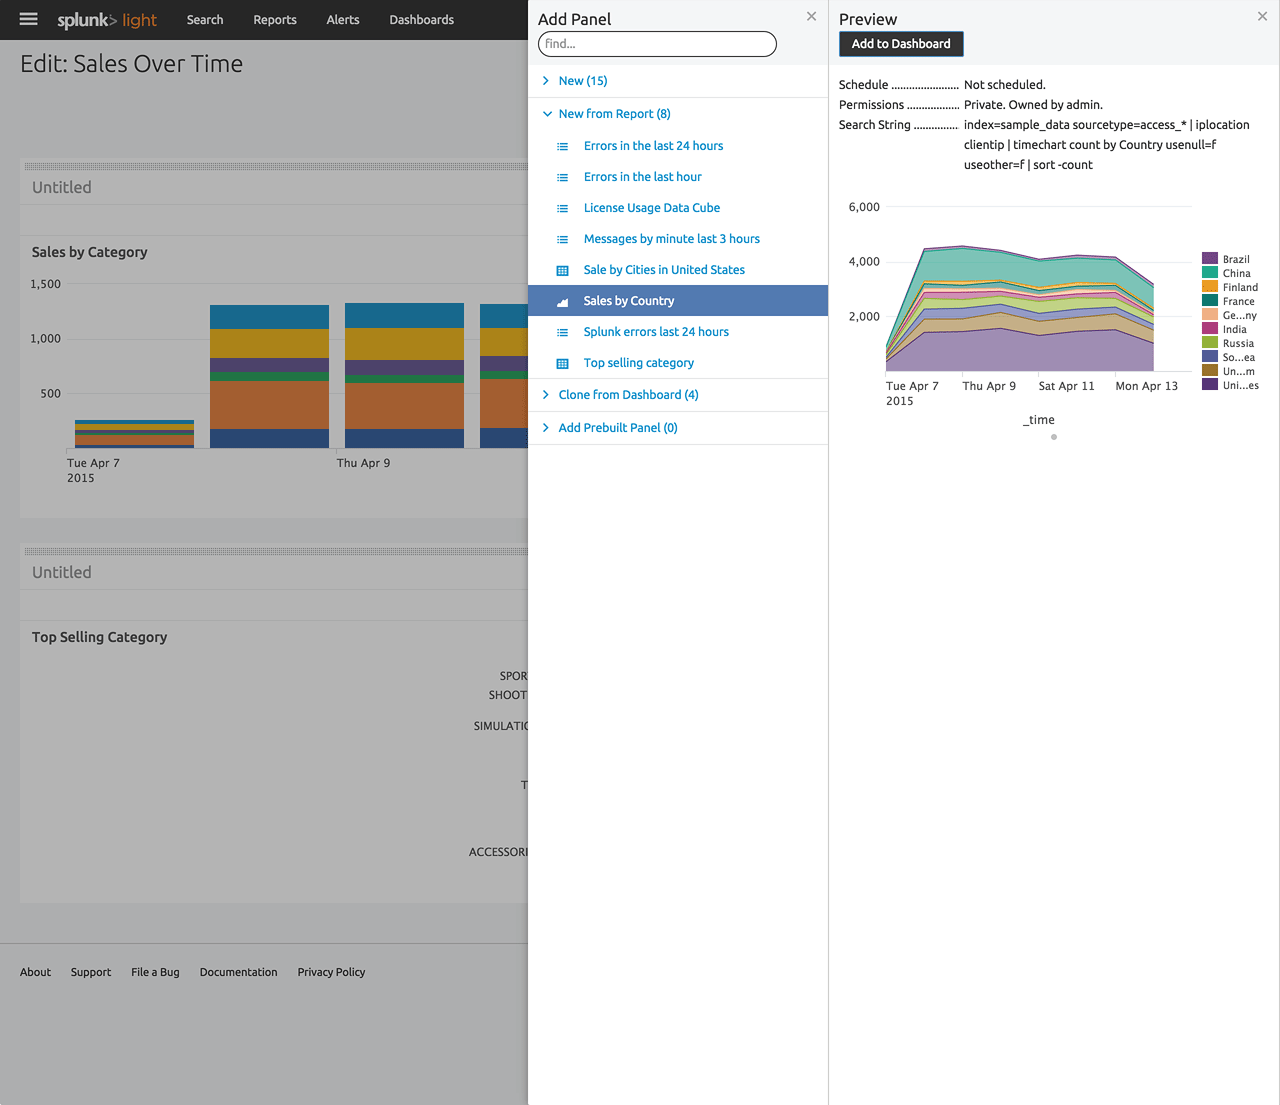 splunk> light
Search
Reports
Alerts
Dashboards
Edit: Sales Over Time
Untitled
Sales by Category
1,500
1,000
500
Tue Apr 7
2015
Thu Apr 9
Untitled
Top Selling Category
SPOR
SHOOT
SIMULATIO
T
ACCESSORI
About
Support
File a Bug
Documentation
Privacy Policy
Add Panel
find...
New (15)
New from Report (8)
Errors in the last 24 hours
Errors in the last hour
License Usage Data Cube
Messages by minute last 3 hours
Sale by Cities in United States
Sales by Country
Splunk errors last 24 hours
Top selling category
Clone from Dashboard (4)
Add Prebuilt Panel (0)
Preview
Add to Dashboard
Schedule ....................... Not scheduled.
Permissions .................. Private. Owned by admin.
Search String ............... index=sample_data sourcetype=access_* | iplocation
clientip | timechart count by Country usenull=f
useother=f | sort -count
6,000
4,000
2,000
Tue Apr 7
2015
Thu Apr 9
Sat Apr 11
Mon Apr 13
_time
Brazil
China
Finland
France
Ge...ny
India
Russia
So...ea
Un...m
Uni...es